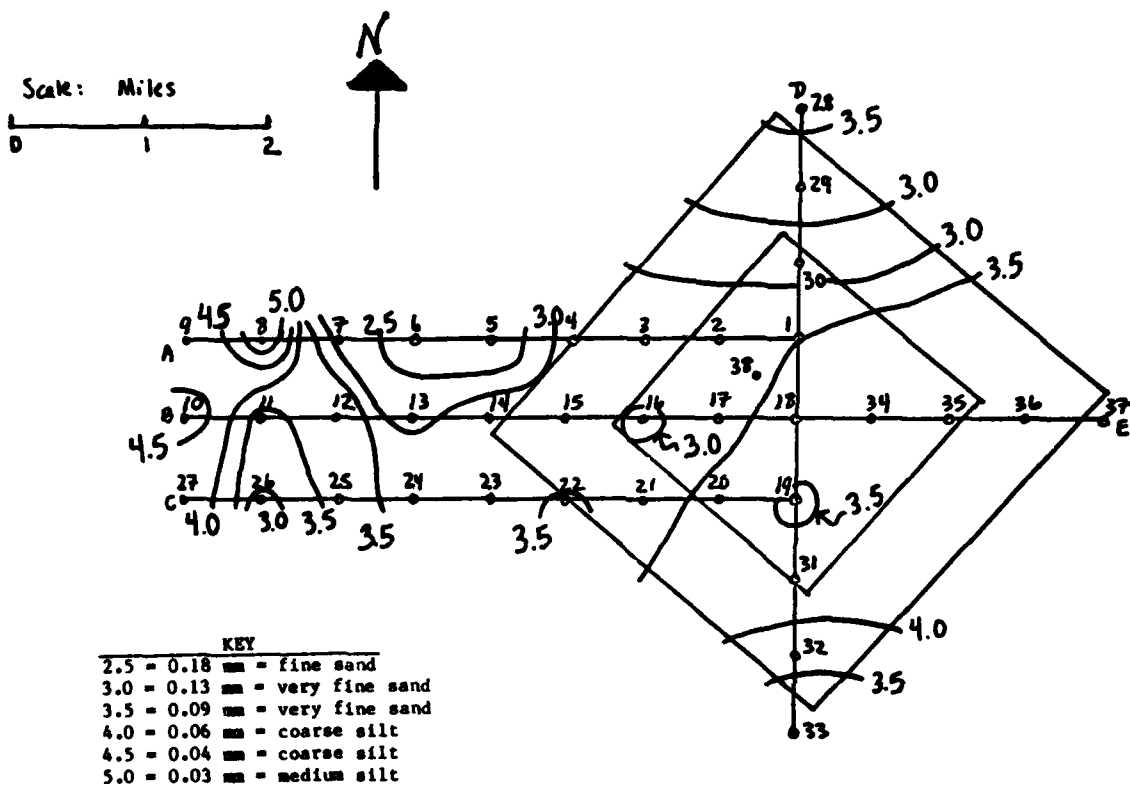 N
Scale: Miles
0 1 2
D 28
3.5
29
3.0
3.0
30
3.5
9 4.5 8 5.0 7 2.5 6 5 3.0 4 3 2 1
A
38
B 10 11 12 13 14 15 16 17 18 34 35 36 37
E
4.5
3.0
C 27 26 25 24 23 22 21 20 19
3.5
4.0 3.0 3.5 3.5 3.5
31
4.0
32
3.5
33
KEY
2.5 = 0.18 mm = fine sand
3.0 = 0.13 mm = very fine sand
3.5 = 0.09 mm = very fine sand
4.0 = 0.06 mm = coarse silt
4.5 = 0.04 mm = coarse silt
5.0 = 0.03 mm = medium silt